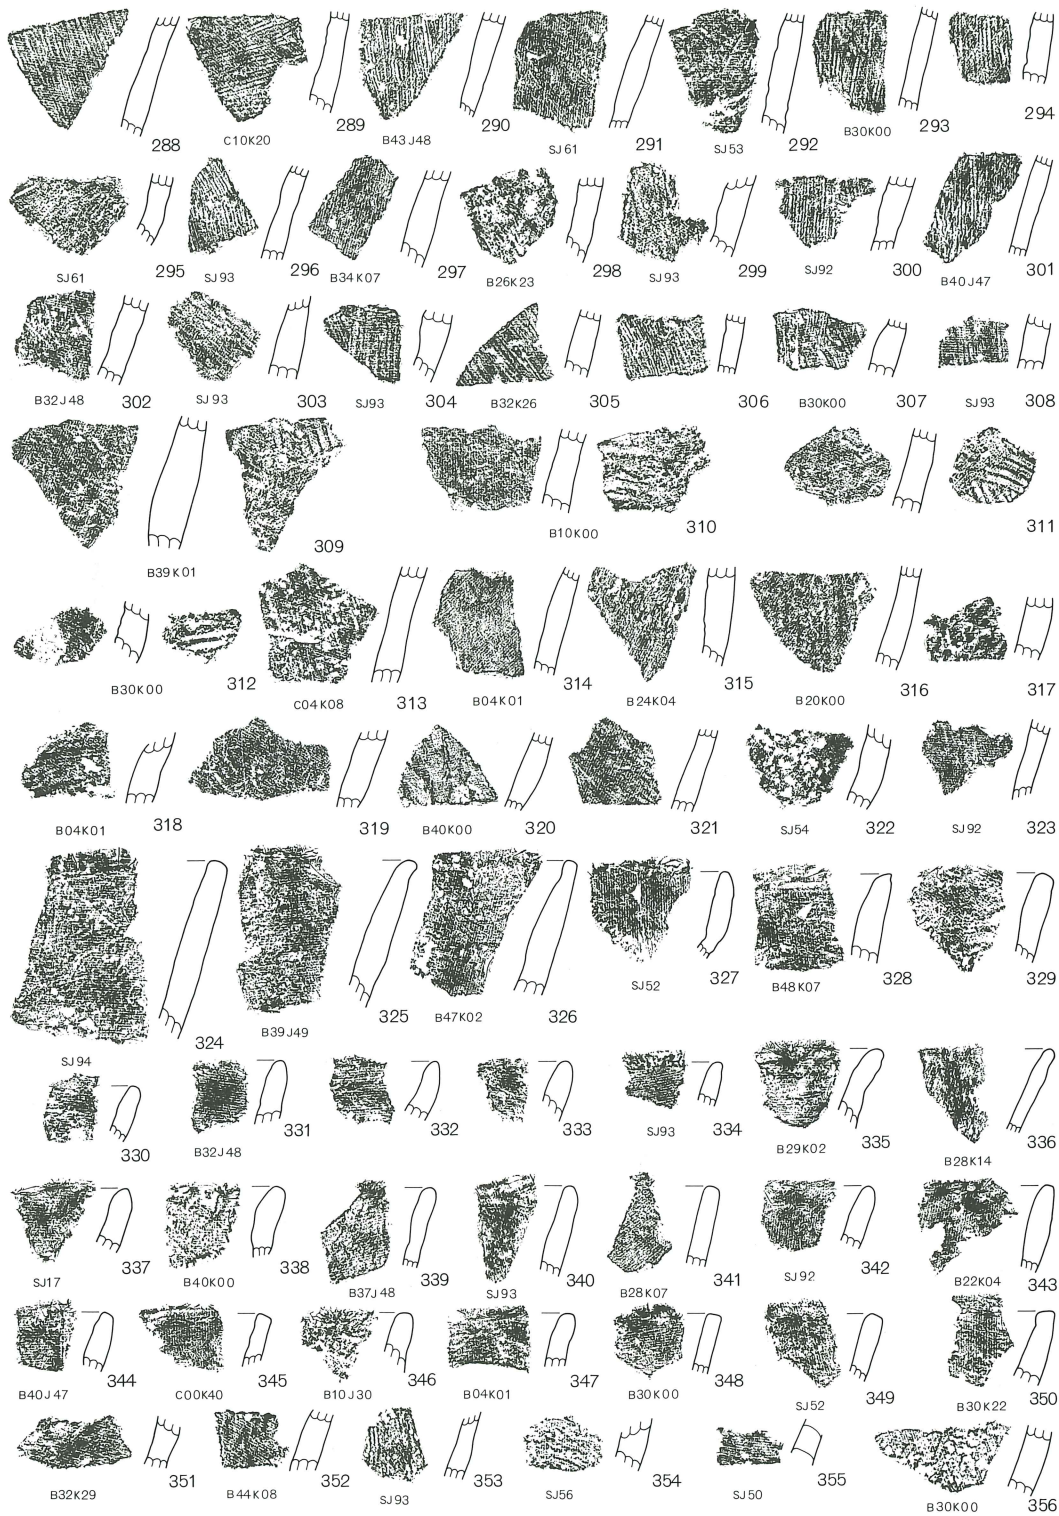 288 C10K20 289 B43J48 290 SJ61 291 SJ53 292 B30K00 293 294
SJ61 295 SJ93 296 B34K07 297 B26K23 298 SJ93 299 SJ92 300 B40J47 301
B32J48 302 SJ93 303 SJ93 304 B32K26 305 306 B30K00 307 SJ93 308
B39K01 309 B10K00 310 311
B30K00 312 C04K08 313 B04K01 314 B24K04 315 B20K00 316 317
B04K01 318 319 B40K00 320 321 SJ54 322 SJ92 323
SJ94 324 B39J49 325 B47K02 326 SJ52 327 B48K07 328 329
330 B32J48 331 332 333 SJ93 334 B29K02 335 B28K14 336
SJ17 337 B40K00 338 B37J48 339 SJ93 340 B28K07 341 SJ92 342 B22K04 343
B40J47 344 C00K40 345 B10J30 346 B04K01 347 B30K00 348 SJ52 349 B30K22 350
B32K29 351 B44K08 352 SJ93 353 SJ56 354 SJ50 355 B30K00 356